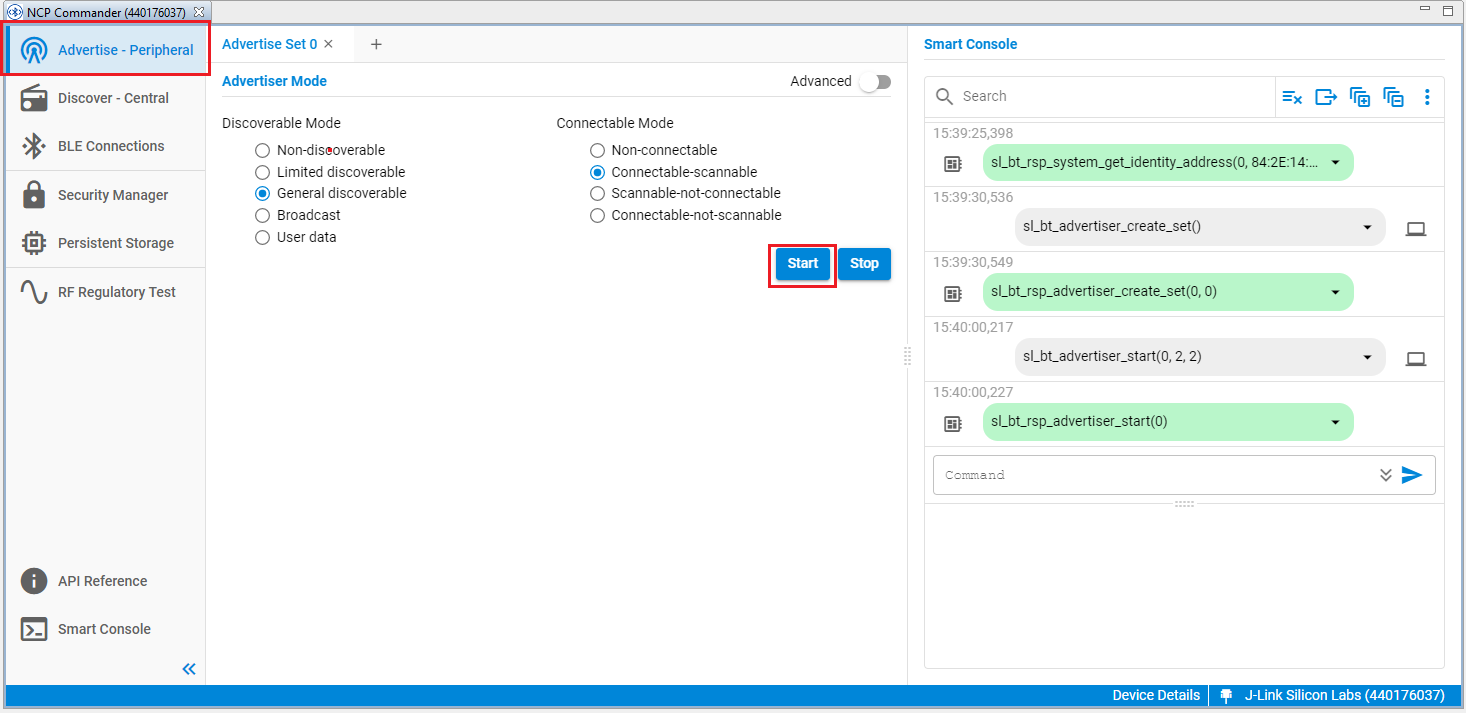 NCP Commander (440176037)
Advertise - Peripheral
Discover - Central
BLE Connections
Security Manager
Persistent Storage
RF Regulatory Test
API Reference
Smart Console
Advertise Set 0
Advertiser Mode
Advanced
Discoverable Mode
Non-discoverable
Limited discoverable
General discoverable
Broadcast
User data
Connectable Mode
Non-connectable
Connectable-scannable
Scannable-not-connectable
Connectable-not-scannable
Start
Stop
Smart Console
Search
15:39:25,398
sl_bt_rsp_system_get_identity_address(0, 84:2E:14:...
15:39:30,536
sl_bt_advertiser_create_set()
15:39:30,549
sl_bt_rsp_advertiser_create_set(0, 0)
15:40:00,217
sl_bt_advertiser_start(0, 2, 2)
15:40:00,227
sl_bt_rsp_advertiser_start(0)
Command
Device Details
J-Link Silicon Labs (440176037)